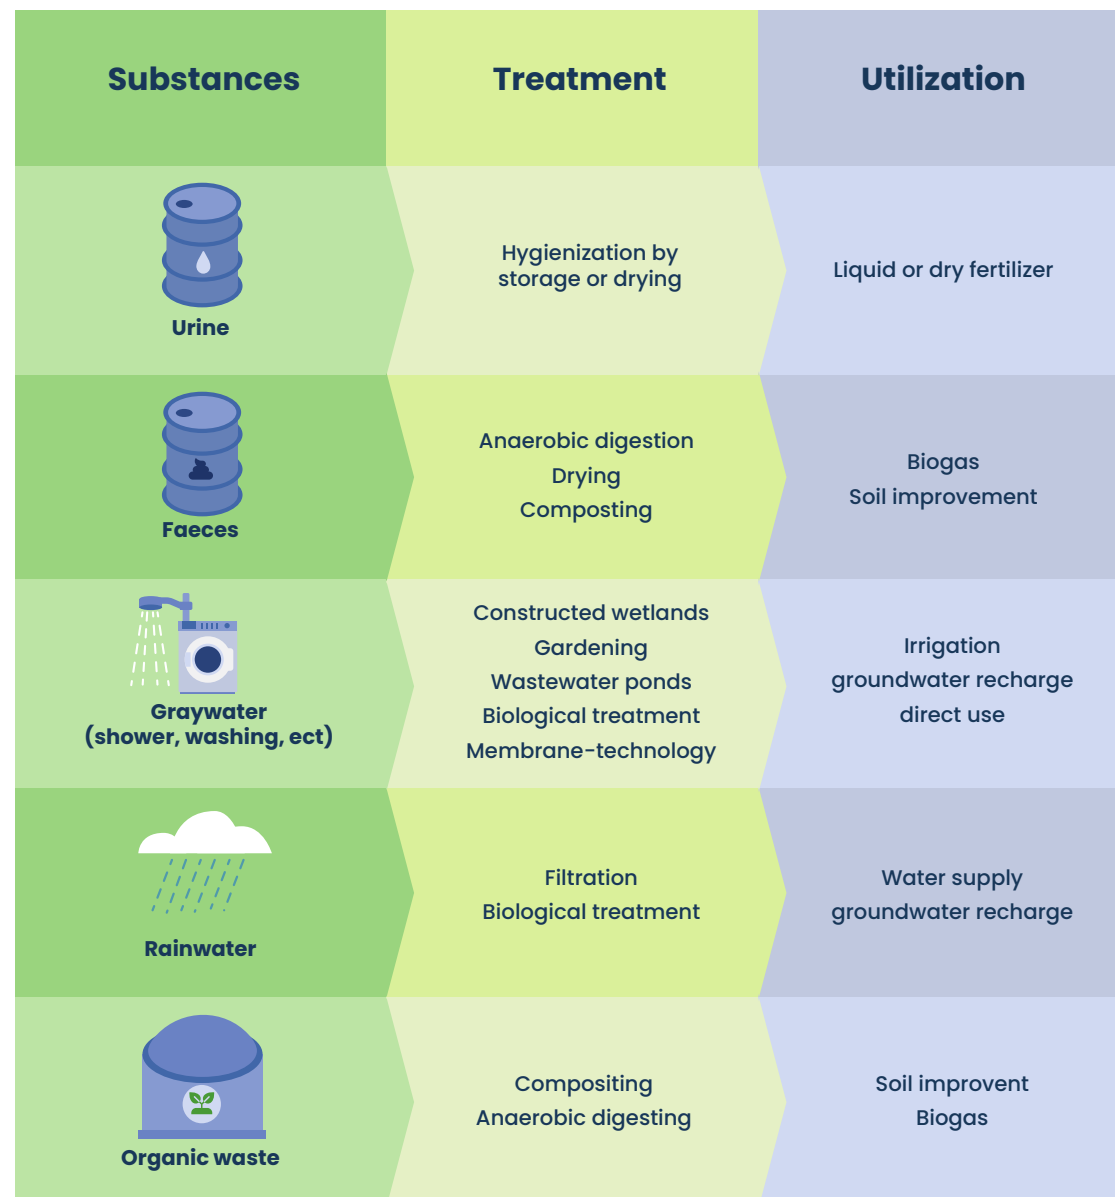 Substances
Treatment
Utilization
Urine
Hygienization by
storage or drying
Liquid or dry fertilizer
Faeces
Anaerobic digestion
Drying
Composting
Biogas
Soil improvement
Graywater
(shower, washing, ect)
Constructed wetlands
Gardening
Wastewater ponds
Biological treatment
Membrane-technology
Irrigation
groundwater recharge
direct use
Rainwater
Filtration
Biological treatment
Water supply
groundwater recharge
Organic waste
Compositing
Anaerobic digesting
Soil improvent
Biogas